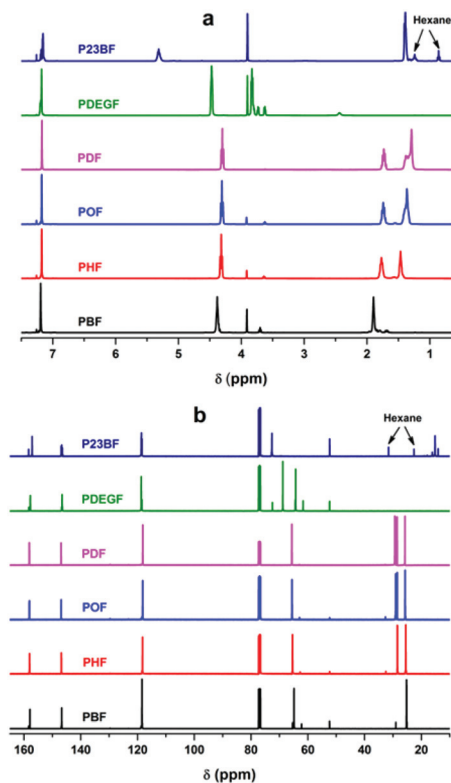 a
Hexane
P23BF
PDEGF
PDF
POF
PHF
PBF
7 6 5 4 3 2 1
δ (ppm)
b
Hexane
P23BF
PDEGF
PDF
POF
PHF
PBF
160 140 120 100 80 60 40 20
δ (ppm)